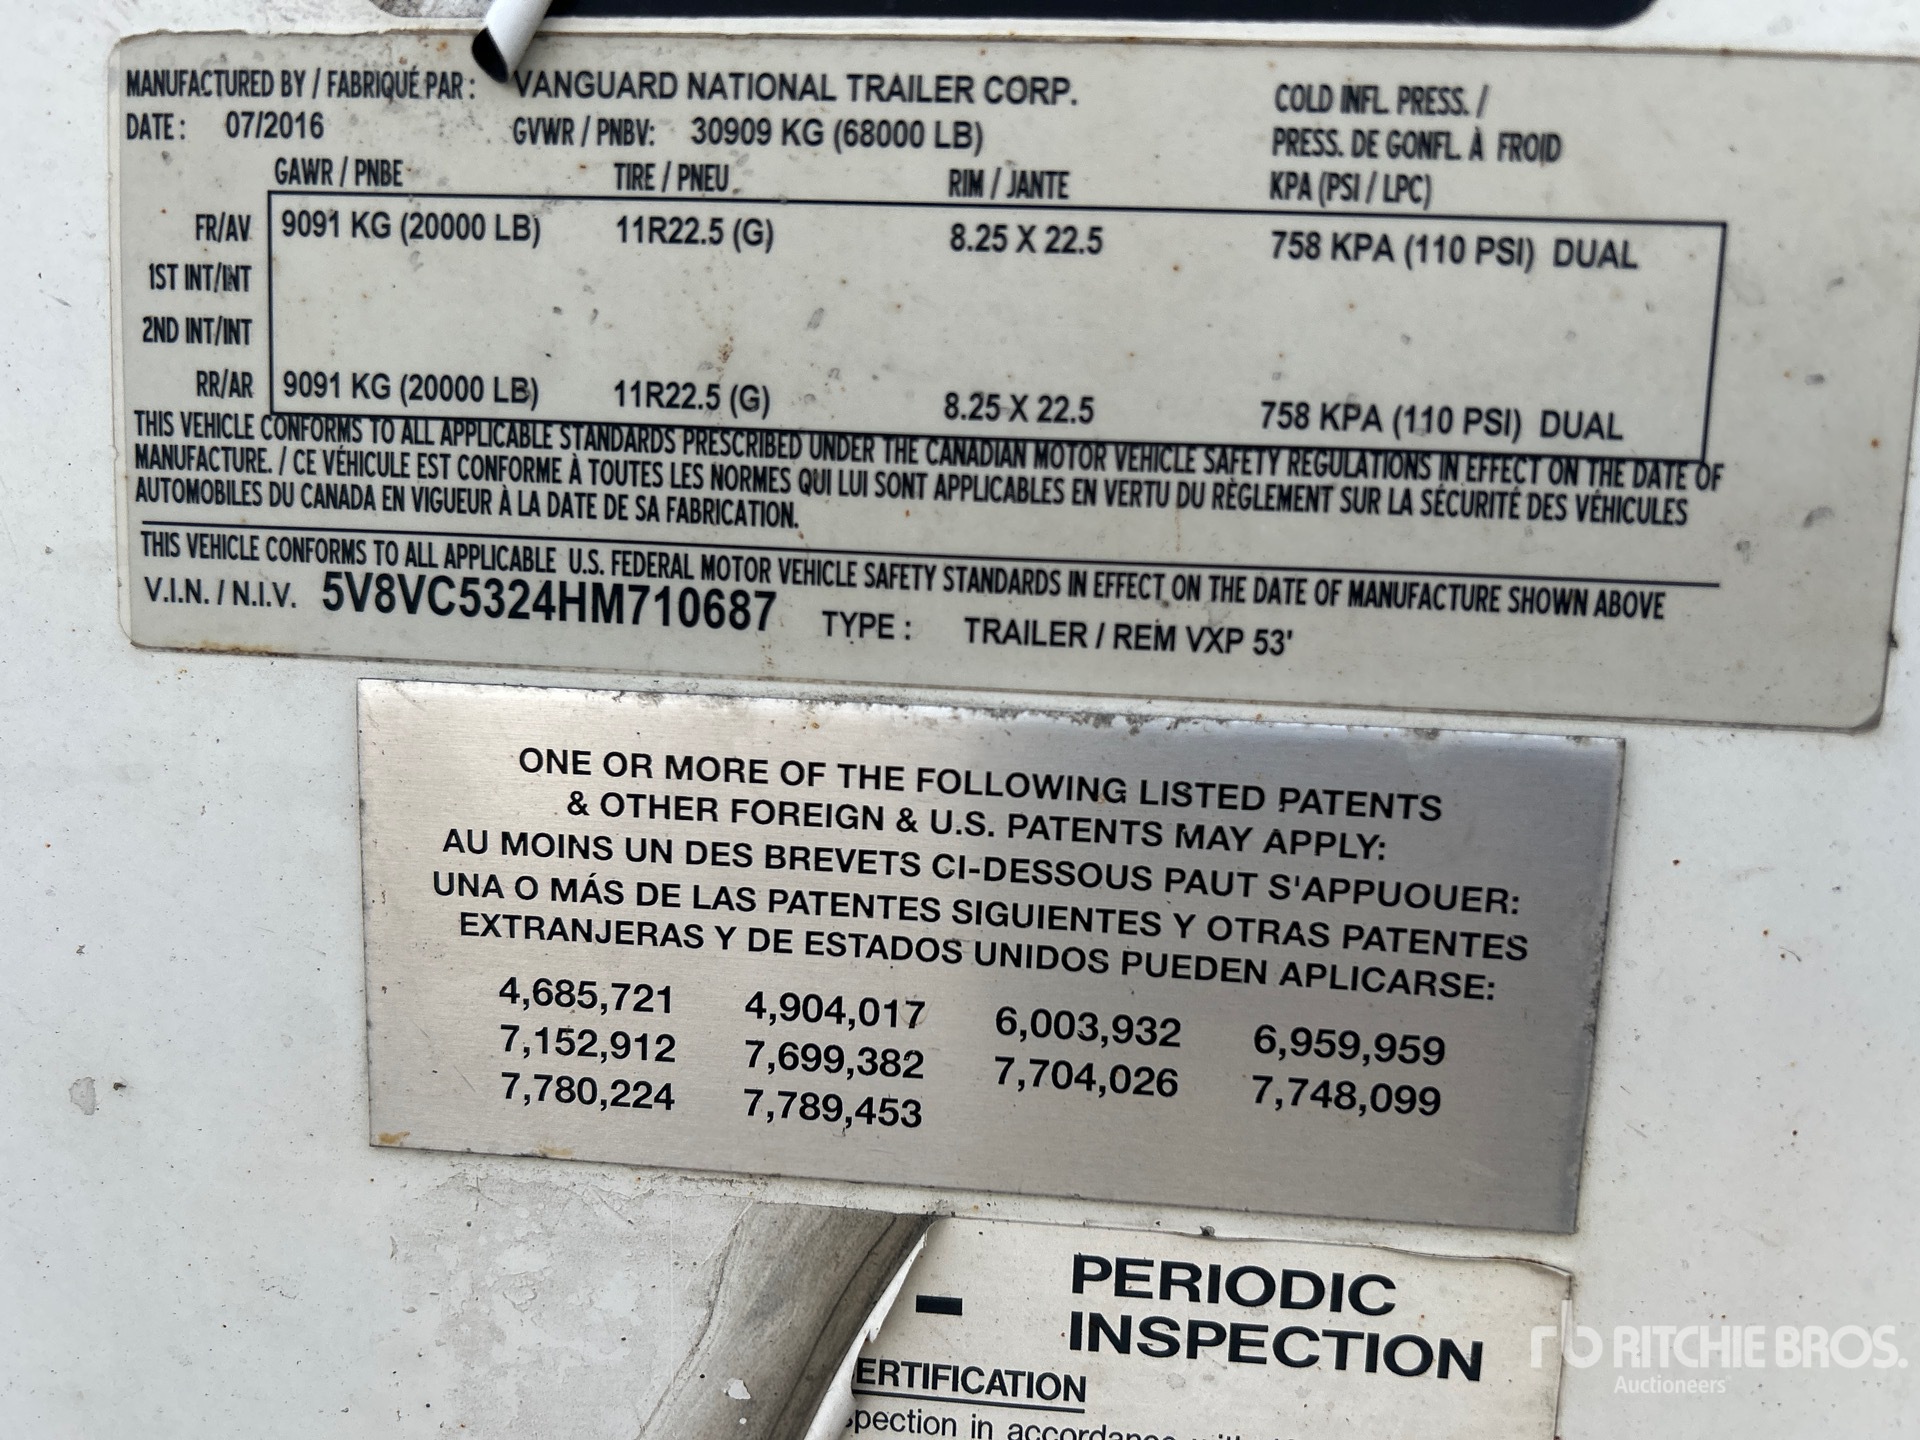 MANUFACTURED BY / FABRIQUÉ PAR : VANGUARD NATIONAL TRAILER CORP.
DATE : 07/2016 GVWR / PNBV: 30909 KG (68000 LB)
COLD INFL. PRESS. /
PRESS. DE GONFL. À FROID
GAWR / PNBE TIRE / PNEU RIM / JANTE KPA (PSI / LPC)
FR/AV 9091 KG (20000 LB) 11R22.5 (G) 8.25 X 22.5 758 KPA (110 PSI) DUAL
1ST INT/INT
2ND INT/INT
RR/AR 9091 KG (20000 LB) 11R22.5 (G) 8.25 X 22.5 758 KPA (110 PSI) DUAL
THIS VEHICLE CONFORMS TO ALL APPLICABLE STANDARDS PRESCRIBED UNDER THE CANADIAN MOTOR VEHICLE SAFETY REGULATIONS IN EFFECT ON THE DATE OF
MANUFACTURE. / CE VÉHICULE EST CONFORME À TOUTES LES NORMES QUI LUI SONT APPLICABLES EN VERTU DU RÈGLEMENT SUR LA SÉCURITÉ DES VÉHICULES
AUTOMOBILES DU CANADA EN VIGUEUR À LA DATE DE SA FABRICATION.
THIS VEHICLE CONFORMS TO ALL APPLICABLE U.S. FEDERAL MOTOR VEHICLE SAFETY STANDARDS IN EFFECT ON THE DATE OF MANUFACTURE SHOWN ABOVE
V.I.N. / N.I.V. 5V8VC5324HM710687 TYPE : TRAILER / REM VXP 53'
ONE OR MORE OF THE FOLLOWING LISTED PATENTS
& OTHER FOREIGN & U.S. PATENTS MAY APPLY:
AU MOINS UN DES BREVETS CI-DESSOUS PAUT S'APPUOUER:
UNA O MÁS DE LAS PATENTES SIGUIENTES Y OTRAS PATENTES
EXTRANJERAS Y DE ESTADOS UNIDOS PUEDEN APLICARSE:
4,685,721 4,904,017 6,003,932 6,959,959
7,152,912 7,699,382 7,704,026 7,748,099
7,780,224 7,789,453
PERIODIC
INSPECTION
ERTIFICATION
spection in accordance
rb RITCHIE BROS.
Auctioneers